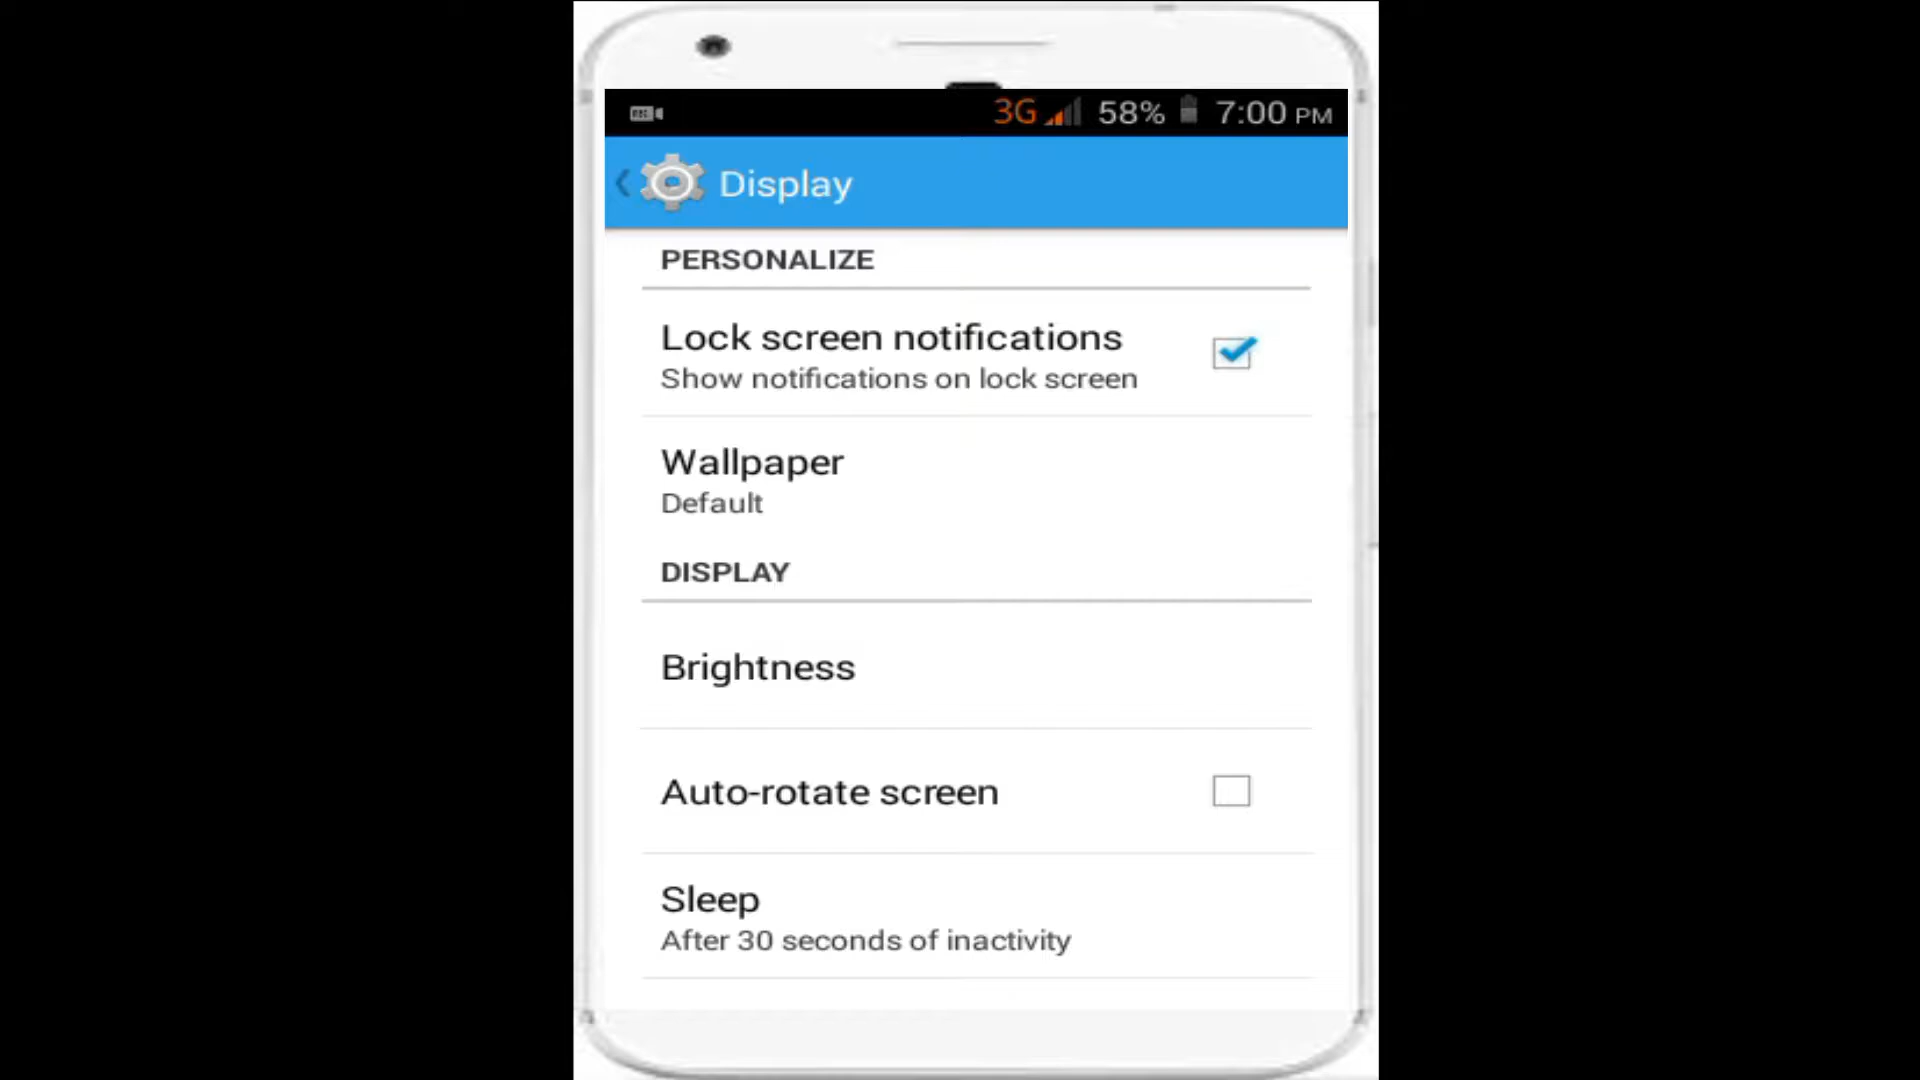 3G 58% 7:00 PM
Display
PERSONALIZE
Lock screen notifications
Show notifications on lock screen
Wallpaper
Default
DISPLAY
Brightness
Auto-rotate screen
Sleep
After 30 seconds of inactivity